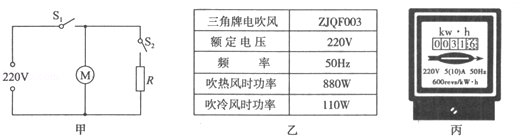 S₁
S₂
220V
M
R
甲
三角牌电吹风 ZJQF003
额定电压 220V
频率 50Hz
吹热风时功率 880W
吹冷风时功率 110W
乙
kw·h
00316
220V 5(10)A 50Hz
600revs/kW·h
丙